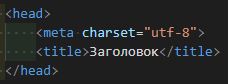 <head>
<meta charset="utf-8">
<title>Заголовок</title>
</head>